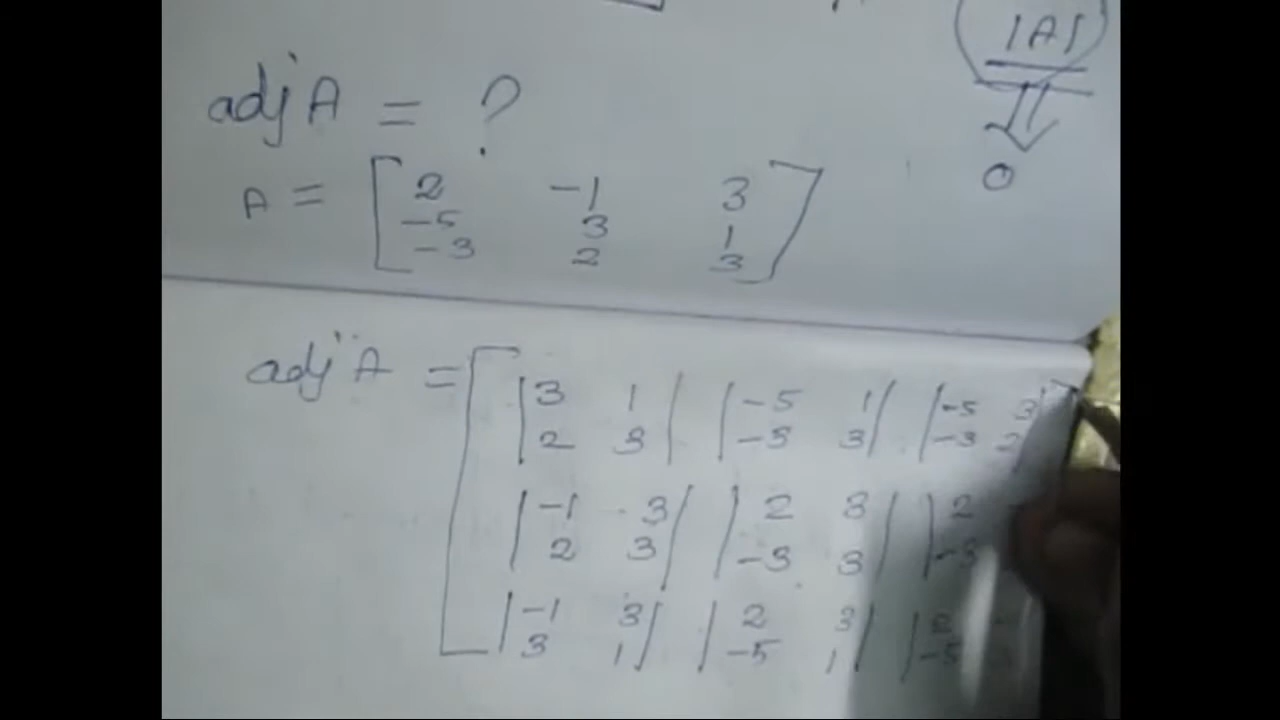 |A|
adj A = ?
0
A = [ 2 -1 3
-5 3 1
-3 2 3 ]
adj A = [ |3 1| |-5 1| |-5 3|
|2 3| |-5 3| |-3 2|
|-1 3| |2 3| |2
|2 3| |-3 3| |-3
|-1 3| |2 3|
|3 1| |-5 1| |-5